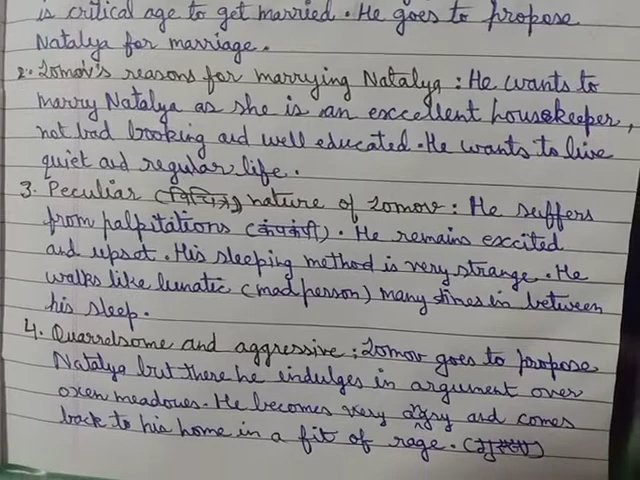 is critical age to get married. He goes to propose
Natalya for marriage.
2. Lomov's reasons for marrying Natalya : He wants to
marry Natalya as she is an excellent housekeeper,
not bad looking and well educated. He wants to live
quiet and regular life.
3. Peculiar (विचित्र) nature of Lomov : He suffers
from palpitations (कंपकंपी). He remains excited
and upset. His sleeping method is very strange. He
walks like lunatic (mad person) many times in between
his sleep.
4. Quarrelsome and aggressive : Lomov goes to propose
Natalya but there he indulges in argument over
oxen meadows. He becomes very angry and comes
back to his home in a fit of rage. (गुस्सा)